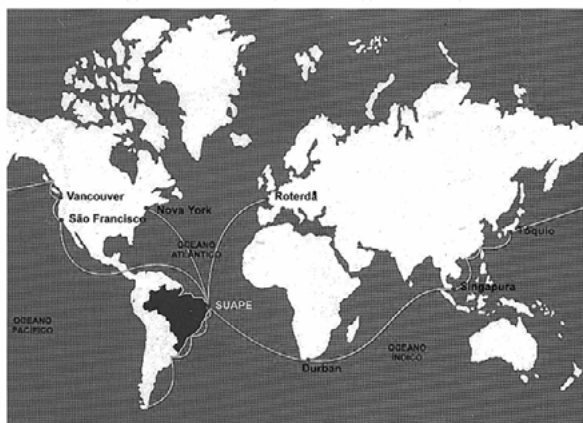 Vancouver
Nova York
São Francisco
Roterdã
OCEANO
ATLÂNTICO
Tóquio
Singapura
SUAPE
OCEANO
PACÍFICO
OCEANO
ÍNDICO
Durban